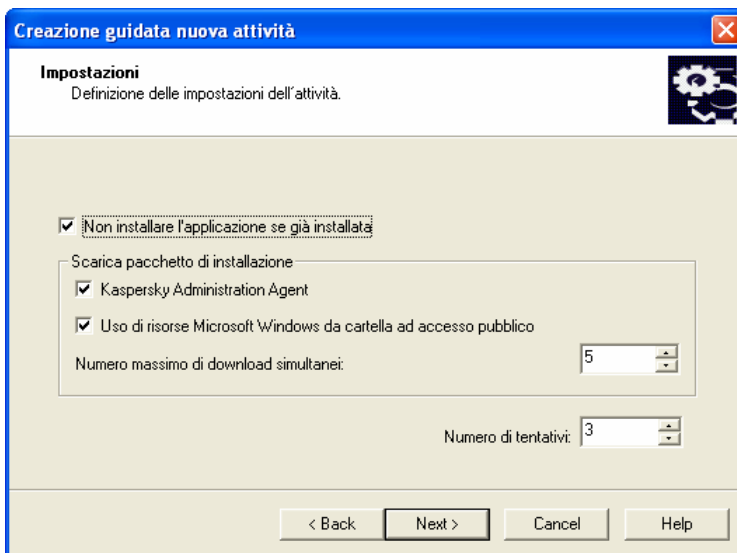 Creazione guidata nuova attività
Impostazioni
Definizione delle impostazioni dell'attività.
Non installare l'applicazione se già installata
Scarica pacchetto di installazione
Kaspersky Administration Agent
Uso di risorse Microsoft Windows da cartella ad accesso pubblico
Numero massimo di download simultanei: 5
Numero di tentativi: 3
< Back Next > Cancel Help